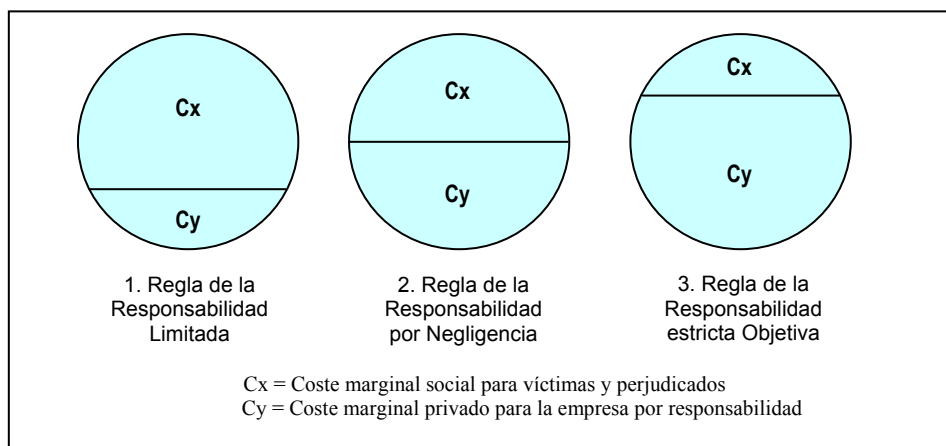 Cx
Cy
Cx
Cy
Cx
Cy
1. Regla de la
Responsabilidad
Limitada
2. Regla de la
Responsabilidad
por Negligencia
3. Regla de la
Responsabilidad
estricta Objetiva
Cx = Coste marginal social para víctimas y perjudicados
Cy = Coste marginal privado para la empresa por responsabilidad